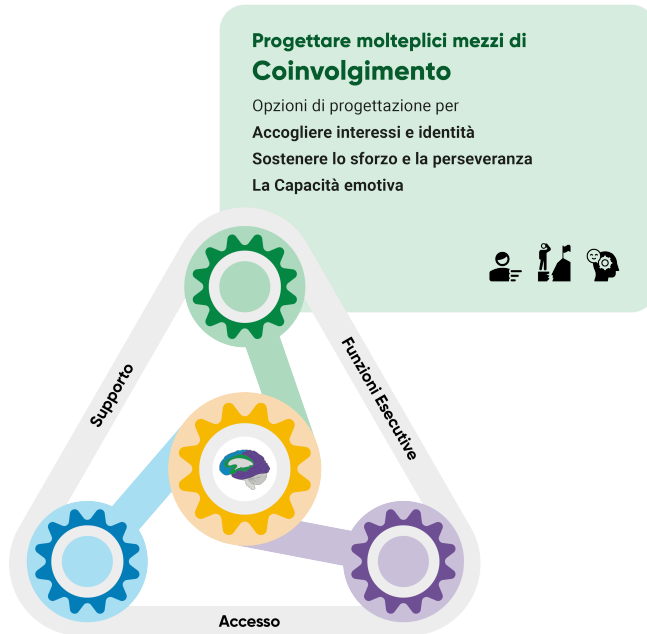 Progettare molteplici mezzi di
Coinvolgimento
Opzioni di progettazione per
Accogliere interessi e identità
Sostenere lo sforzo e la perseveranza
La Capacità emotiva
Supporto
Funzioni Esecutive
Accesso